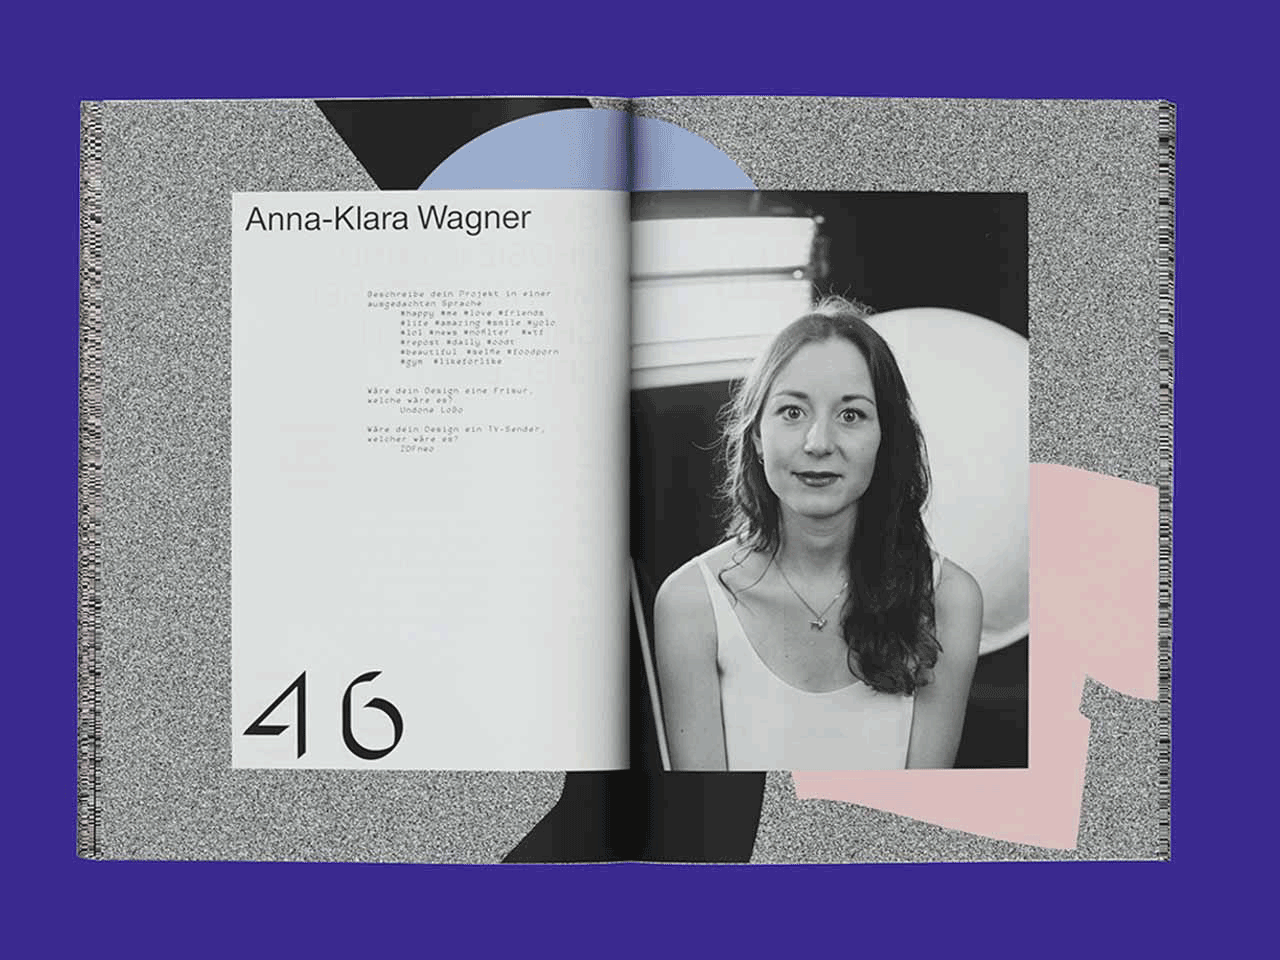 Anna-Klara Wagner
Beschreibe dein Projekt in einer
ausgedachten Sprache
#happy #me #love #friends
#life #amazing #smile #yolo
#lol #news #nofilter #wtf
#repost #daily #ootd
#beautiful #selfie #foodporn
#gym #likeforlike
Wäre dein Design eine Frisur,
welche wäre es?
Undone LoBo
Wäre dein Design ein TV-Sender,
welcher wäre es?
ZDFneo
46